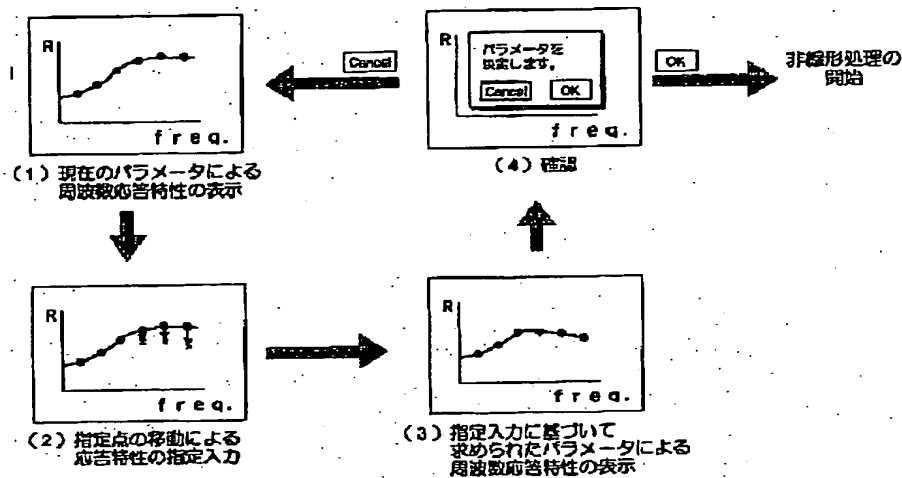 R
freq.
(1) 現在のパラメータによる
周波数応答特性の表示
Cancel
R
パラメータを
設定します。
Cancel OK
freq.
(4) 確認
OK
非線形処理の
開始
R
freq.
(2) 指定点の移動による
応答特性の指定入力
R
freq.
(3) 指定入力に基づいて
求められたパラメータによる
周波数応答特性の表示